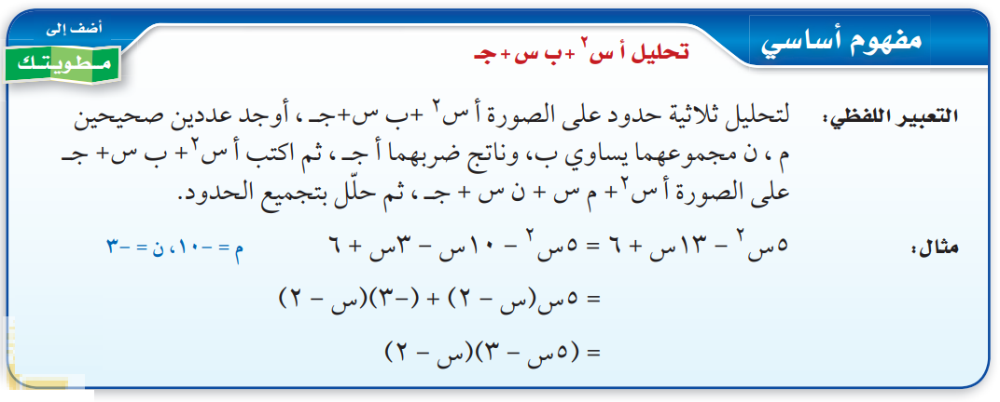 مفهوم أساسي
تحليل أ س٢ + ب س + جـ
أضف إلى
مـطويـتـك
التعبير اللفظي: لتحليل ثلاثية حدود على الصورة أ س٢ + ب س + جـ ، أوجد عددين صحيحين
م ، ن مجموعهما يساوي ب، وناتج ضربهما أ جـ ، ثم اكتب أ س٢ + ب س + جـ
على الصورة أ س٢ + م س + ن س + جـ ، ثم حلّل بتجميع الحدود.
مثال: ٥س٢ – ١٣س + ٦ = ٥س٢ – ١٠س – ٣س + ٦ م = –١٠، ن = –٣
= ٥س(س – ٢) + (–٣)(س – ٢)
= (٥س – ٣)(س – ٢)